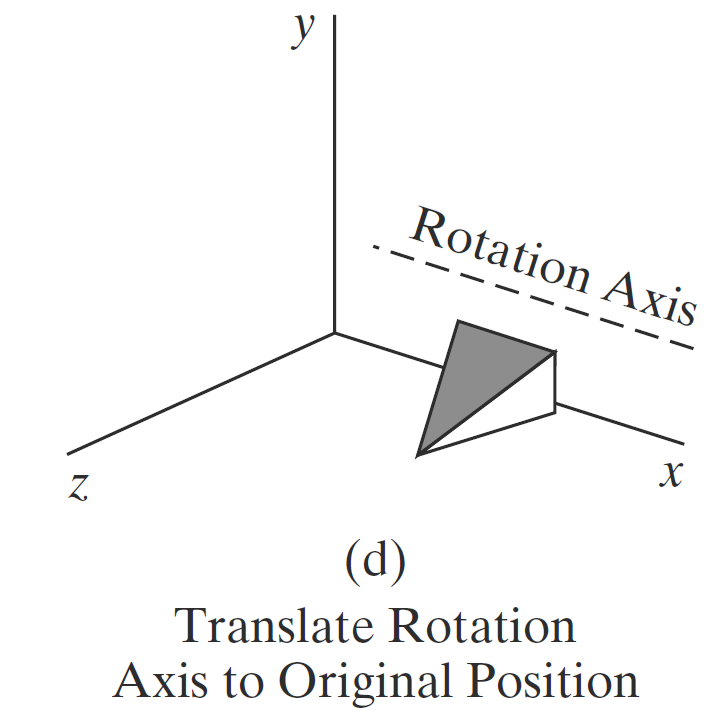 y
Rotation Axis
z
x
(d)
Translate Rotation
Axis to Original Position